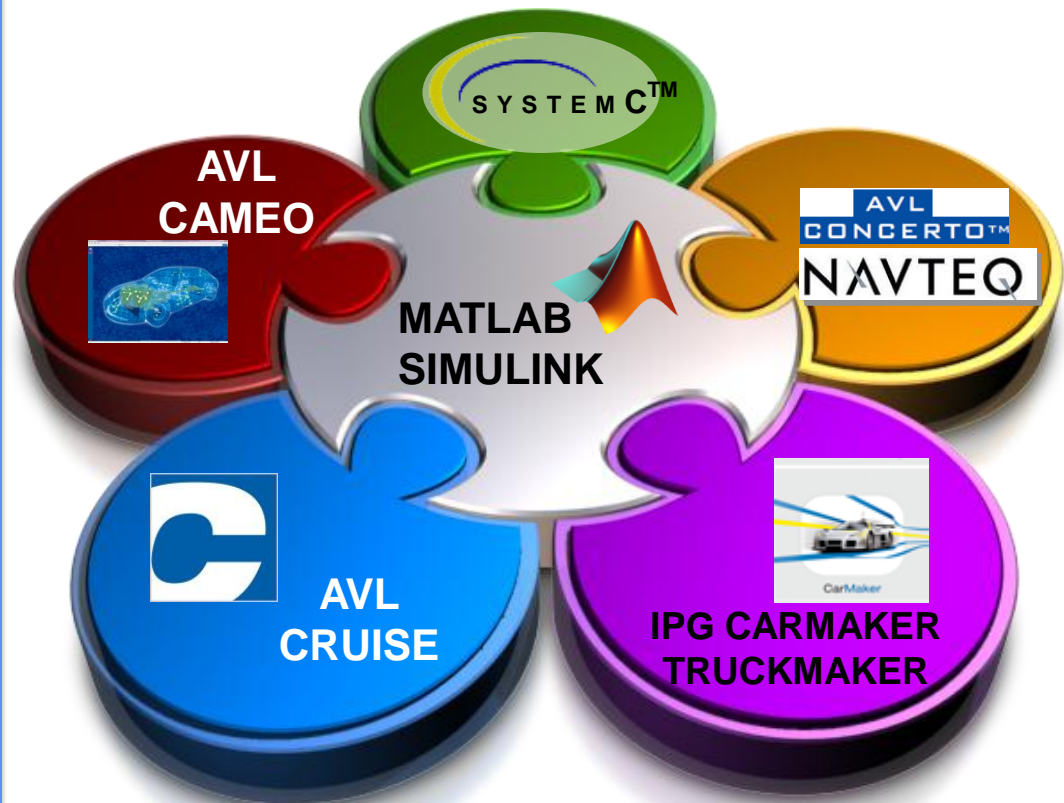 SYSTEM C™
AVL
CAMEO
AVL
CONCERTO™
NAVTEQ
MATLAB
SIMULINK
C
AVL
CRUISE
CarMaker
IPG CARMAKER
TRUCKMAKER